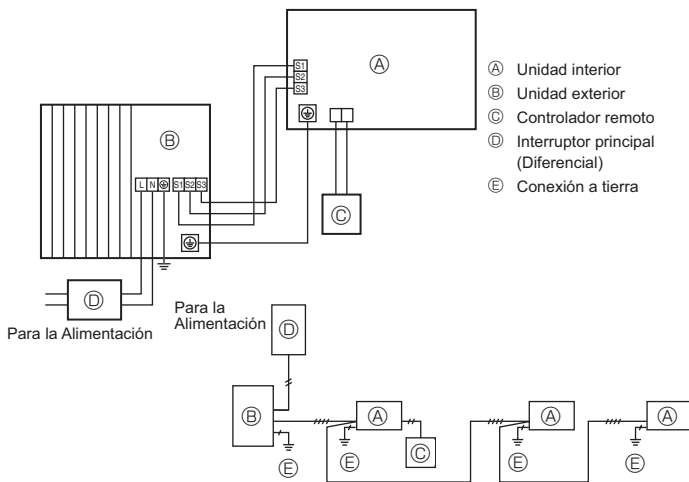 S1
S2
S3
Ⓐ
Ⓐ Unidad interior
Ⓑ Unidad exterior
Ⓒ Controlador remoto
Ⓓ Interruptor principal
(Diferencial)
Ⓔ Conexión a tierra
Ⓑ
L N S1 S2 S3
Ⓒ
Ⓓ
Para la Alimentación
Para la
Alimentación
Ⓓ
Ⓑ
Ⓐ
Ⓐ
Ⓐ
Ⓒ
Ⓔ
Ⓔ
Ⓔ
Ⓔ